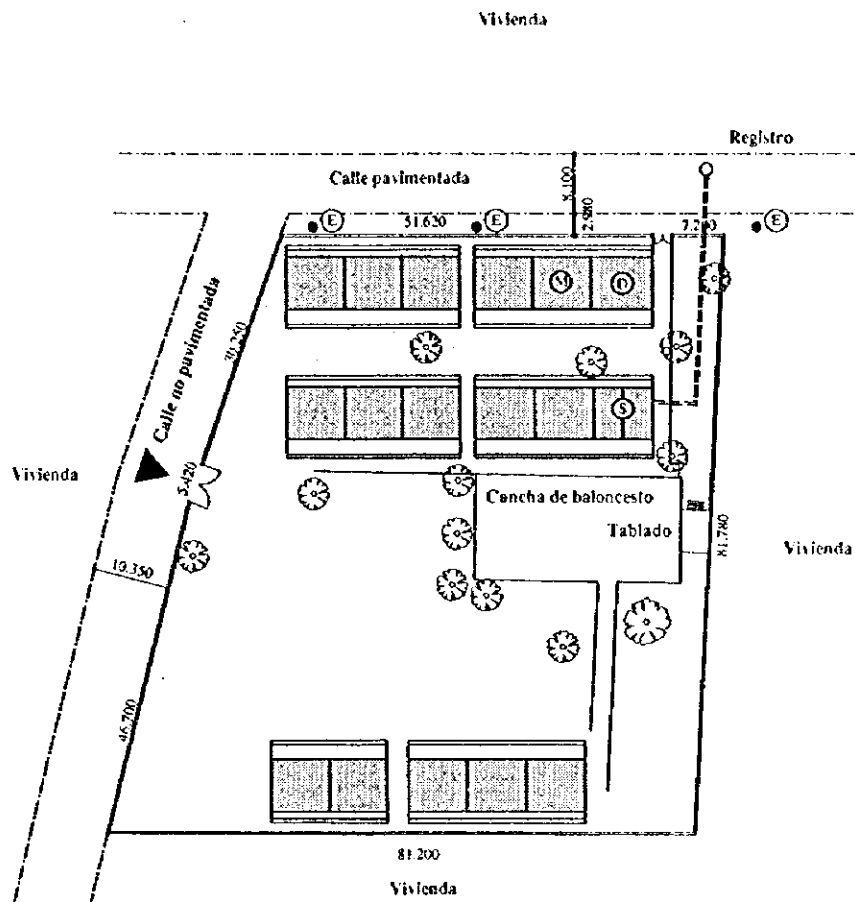 Vivienda
Registro
Calle pavimentada
8.100
E
51.620
E
2.980
7.200
E
M
D
30.250
Calle no pavimentada
S
Vivienda
5.420
Cancha de baloncesto
Tablado
81.780
Vivienda
10.350
46.700
81.200
Vivienda